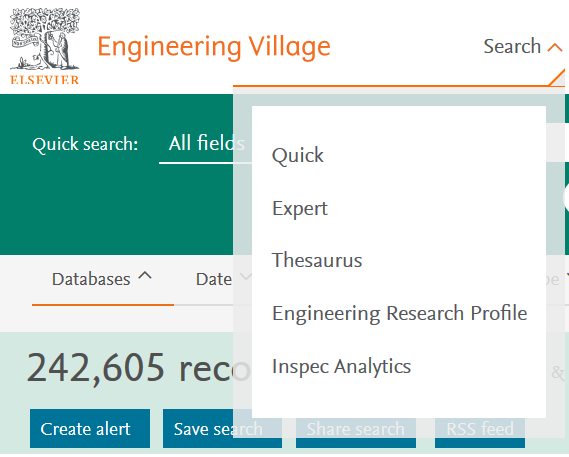 Engineering Village
Search
ELSEVIER
Quick search: All fields
Quick
Expert
Thesaurus
Engineering Research Profile
Inspec Analytics
Databases Date
242,605 reco
&
Create alert Save search Share search RSS feed